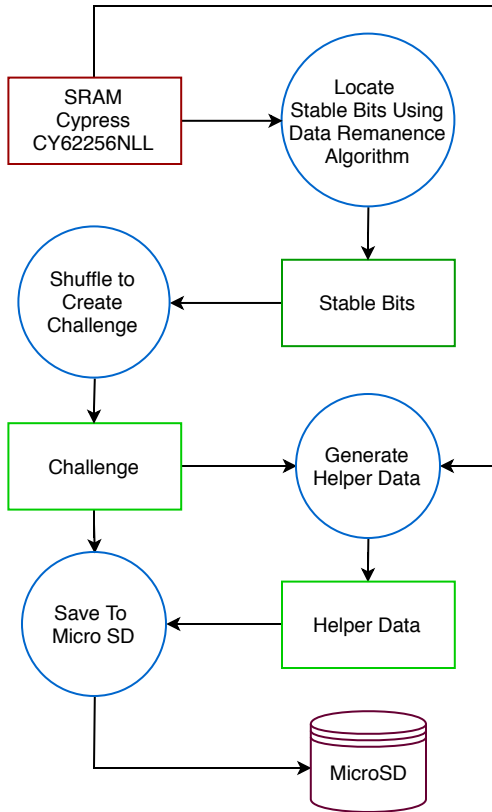 SRAM
Cypress
CY62256NLL
Locate
Stable Bits Using
Data Remanence
Algorithm
Shuffle to
Create
Challenge
Stable Bits
Challenge
Generate
Helper Data
Save To
Micro SD
Helper Data
MicroSD